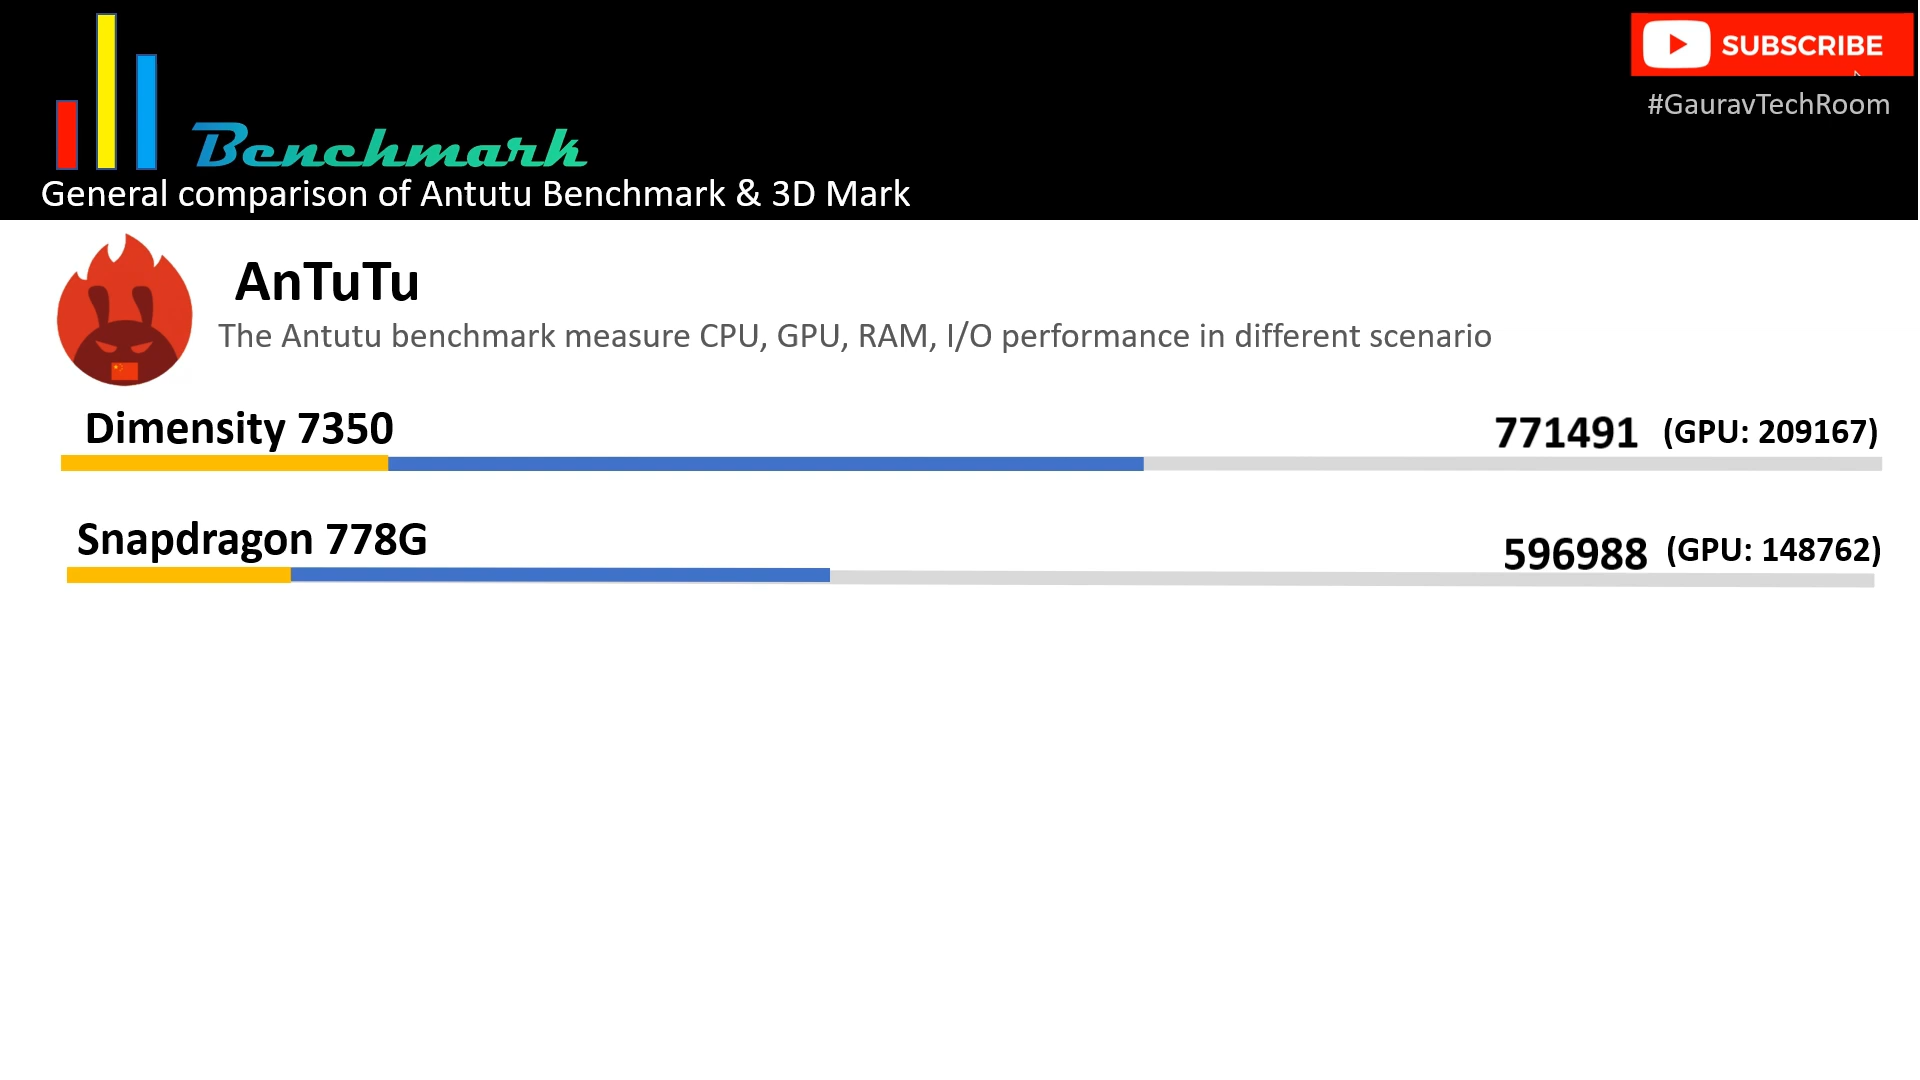 SUBSCRIBE
#GauravTechRoom
Benchmark
General comparison of Antutu Benchmark & 3D Mark
AnTuTu
The Antutu benchmark measure CPU, GPU, RAM, I/O performance in different scenario
Dimensity 7350 771491 (GPU: 209167)
Snapdragon 778G 596988 (GPU: 148762)